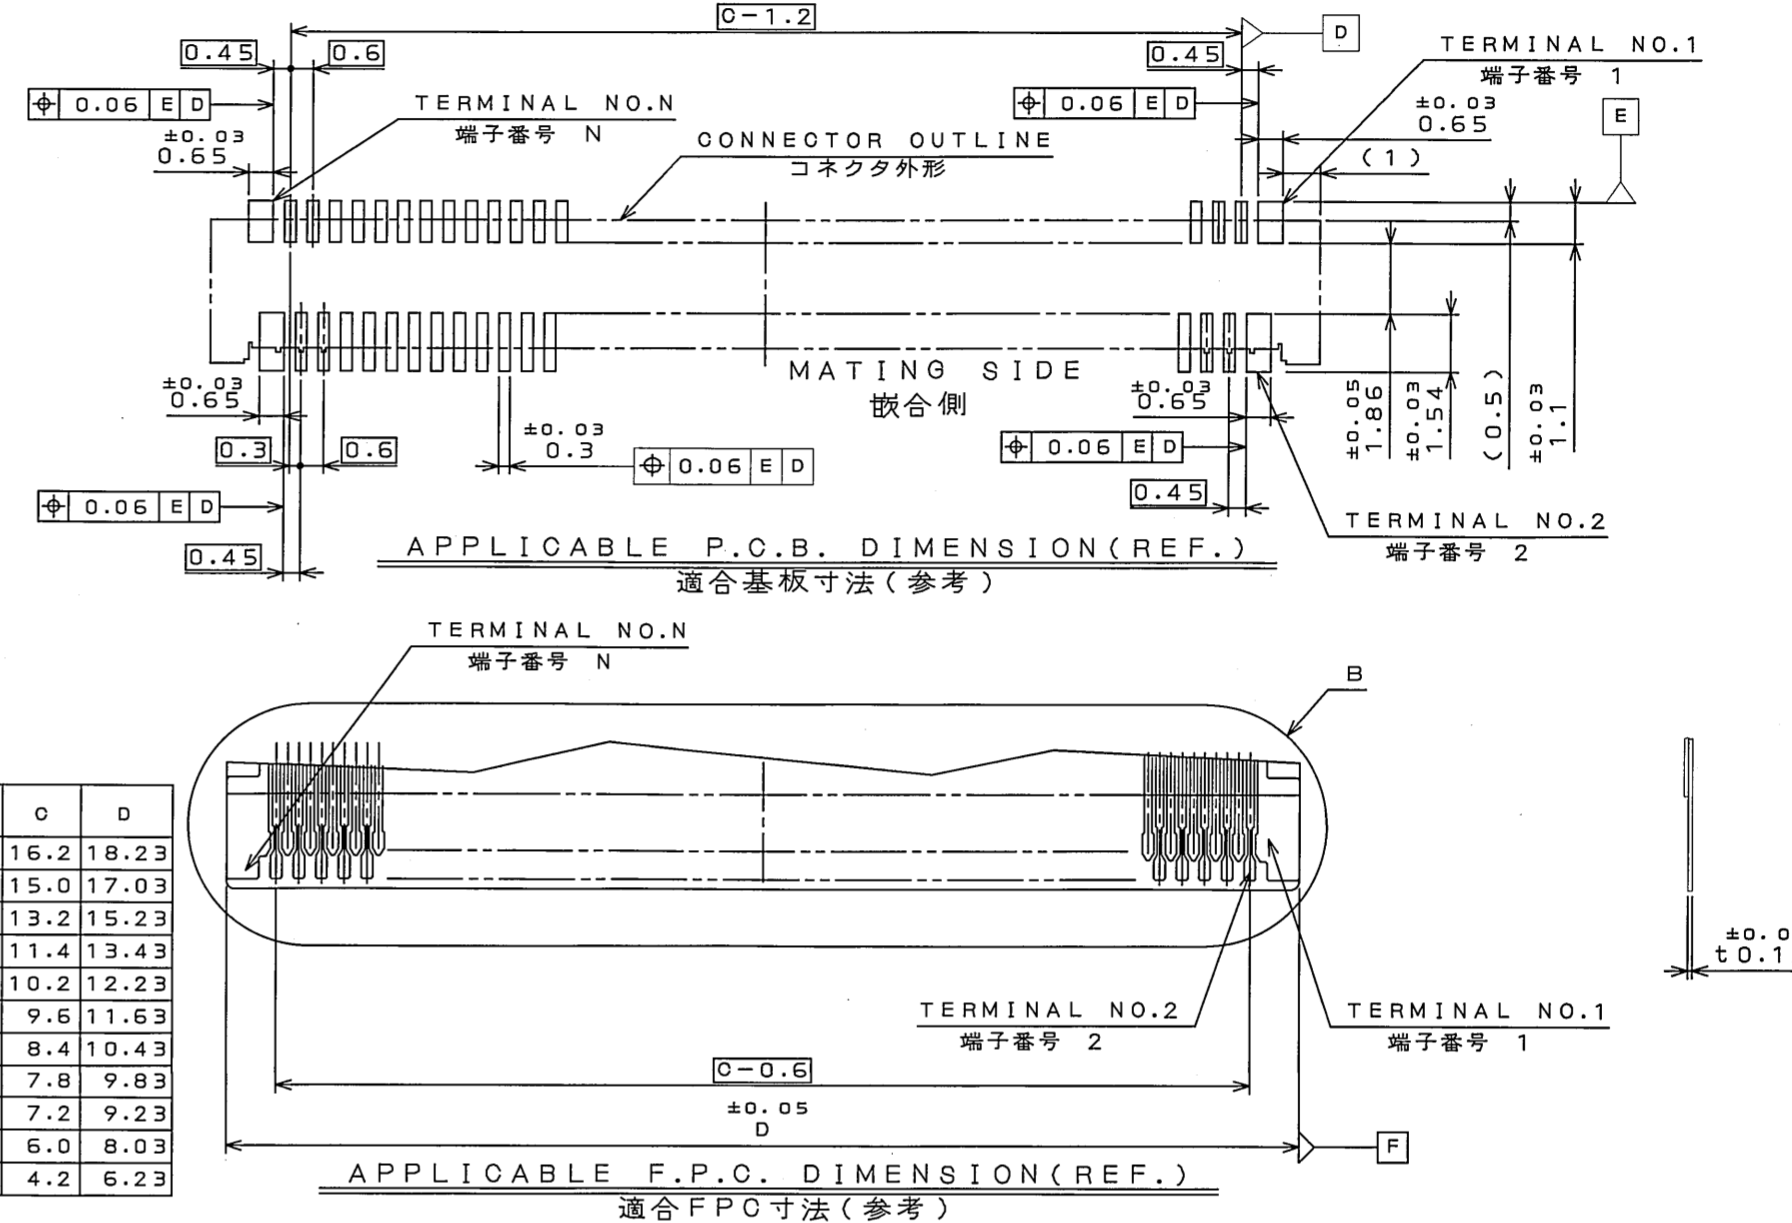 C-1.2
D
0.45
0.6
0.45
TERMINAL NO.1
端子番号 1
⌖ 0.06 E D
TERMINAL NO.N
端子番号 N
⌖ 0.06 E D
±0.03
0.65
E
±0.03
0.65
CONNECTOR OUTLINE
コネクタ外形
(1)
MATING SIDE
嵌合側
±0.03
0.65
±0.03
0.65
±0.05
1.86
±0.03
1.54
(0.5)
±0.03
1.1
0.3
0.6
±0.03
0.3
⌖ 0.06 E D
⌖ 0.06 E D
⌖ 0.06 E D
0.45
0.45
TERMINAL NO.2
端子番号 2
APPLICABLE P.C.B. DIMENSION(REF.)
適合基板寸法(参考)
TERMINAL NO.N
端子番号 N
B
C D
16.2 18.23
15.0 17.03
13.2 15.23
11.4 13.43
10.2 12.23
9.6 11.63
8.4 10.43
7.8 9.83
7.2 9.23
6.0 8.03
4.2 6.23
±0.0
t0.1
TERMINAL NO.2
端子番号 2
TERMINAL NO.1
端子番号 1
C-0.6
±0.05
D
F
APPLICABLE F.P.C. DIMENSION(REF.)
適合FPC寸法(参考)